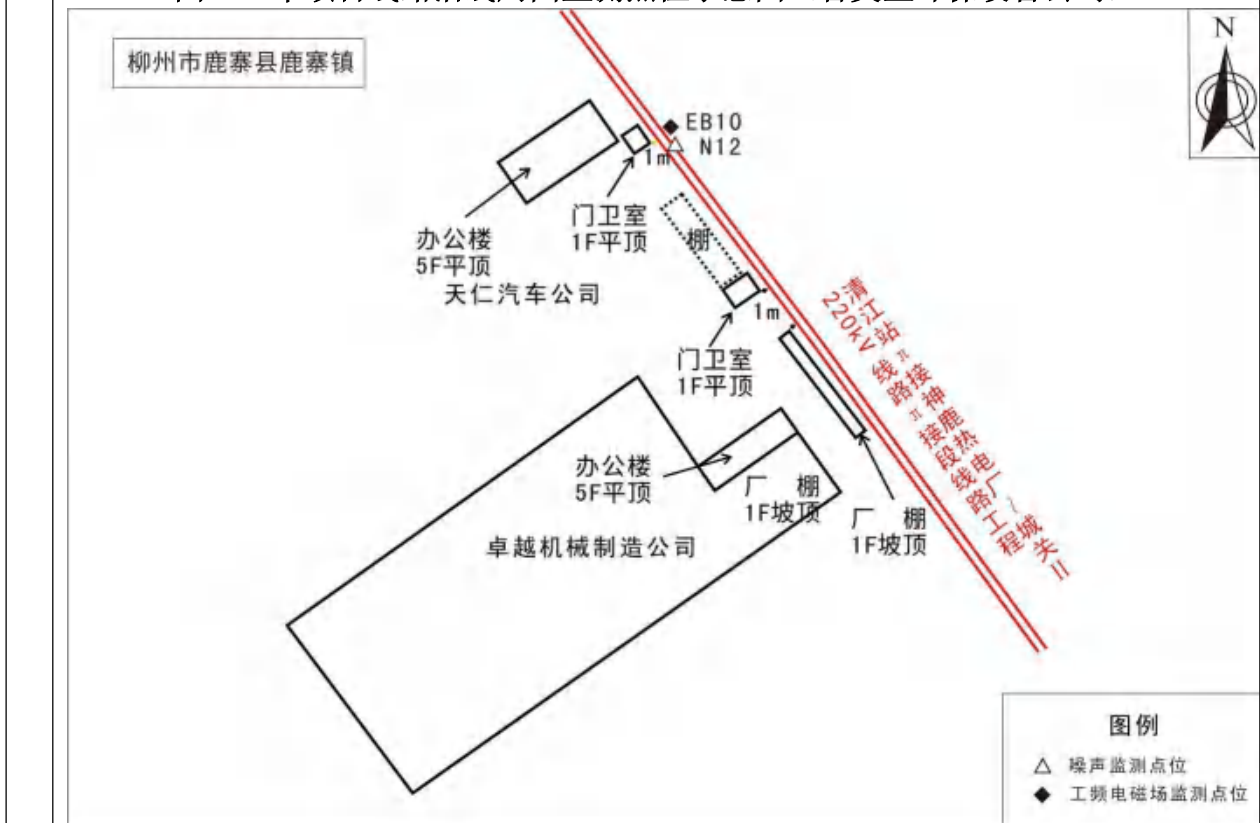 柳州市鹿寨县鹿寨镇
N
EB10
N12
1m
门卫室
1F平顶
办公楼
5F平顶
天仁汽车公司
棚
1m
门卫室
1F平顶
清江站π接神鹿热电厂~城关II
220kV线路π接段线路工程
办公楼
5F平顶
厂 棚
1F坡顶
厂 棚
1F坡顶
卓越机械制造公司
图例
△ 噪声监测点位
◆ 工频电磁场监测点位